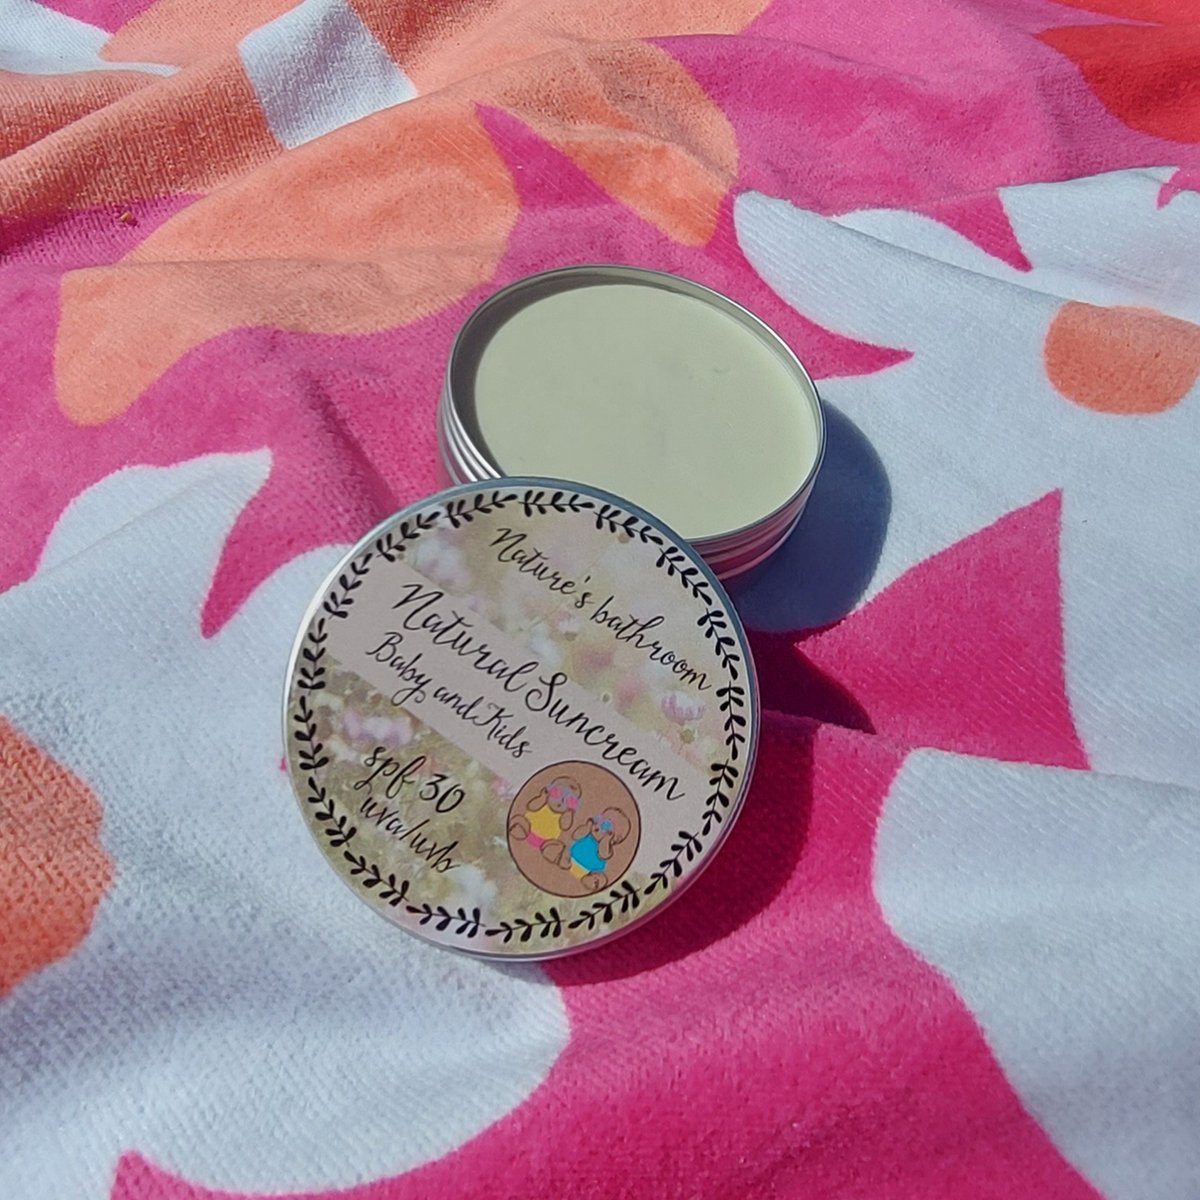 Nature's bathroom
Natural Suncream
Baby and Kids
spf 30
uva/uvb